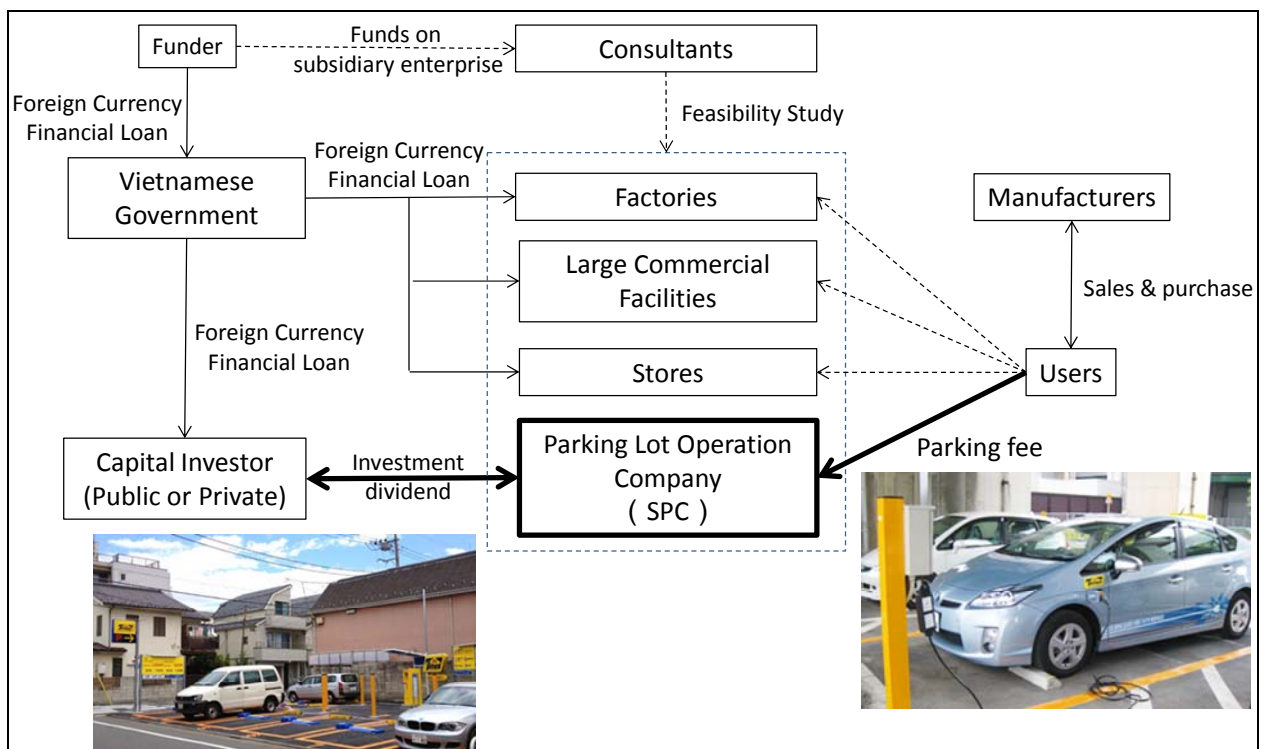 Funder
Funds on
subsidiary enterprise
Consultants
Foreign Currency
Financial Loan
Feasibility Study
Vietnamese
Government
Foreign Currency
Financial Loan
Factories
Manufacturers
Large Commercial
Facilities
Sales & purchase
Foreign Currency
Financial Loan
Stores
Users
Capital Investor
(Public or Private)
Investment
dividend
Parking Lot Operation
Company
( SPC )
Parking fee